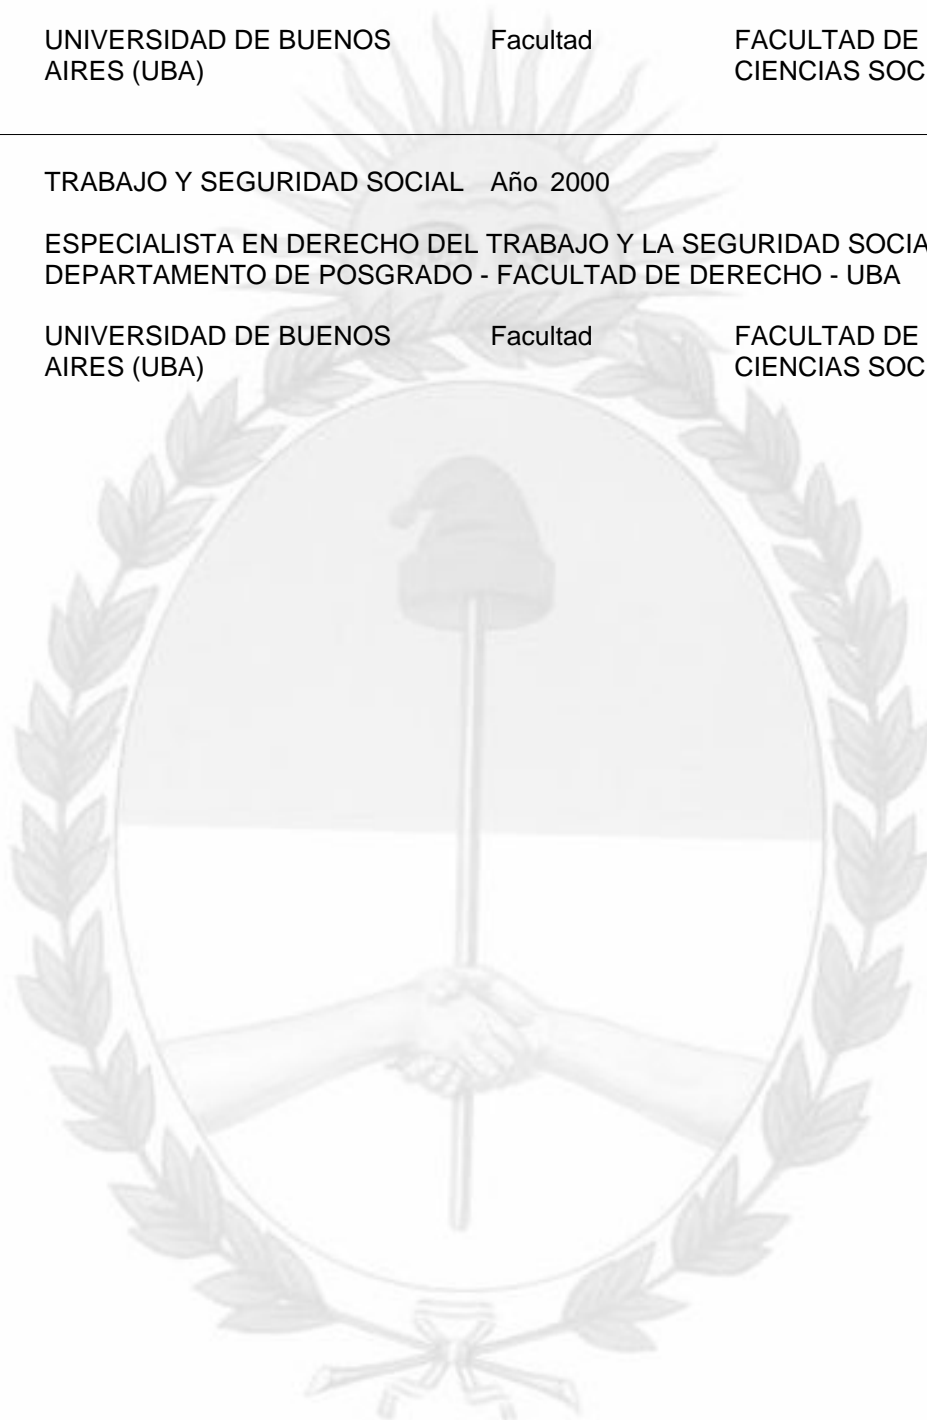 UNIVERSIDAD DE BUENOS Facultad FACULTAD DE
AIRES (UBA) CIENCIAS SOC
TRABAJO Y SEGURIDAD SOCIAL Año 2000
ESPECIALISTA EN DERECHO DEL TRABAJO Y LA SEGURIDAD SOCIA
DEPARTAMENTO DE POSGRADO - FACULTAD DE DERECHO - UBA
UNIVERSIDAD DE BUENOS Facultad FACULTAD DE
AIRES (UBA) CIENCIAS SOC